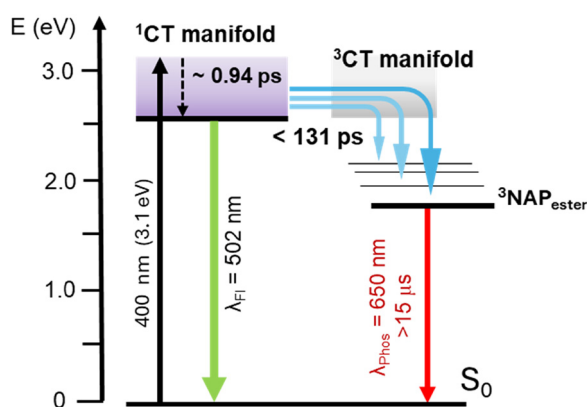 E (eV)
¹CT manifold
³CT manifold
3.0
~ 0.94 ps
< 131 ps
2.0
³NAPester
400 nm (3.1 eV)
λFl = 502 nm
λPhos = 650 nm
>15 µs
1.0
S₀
0